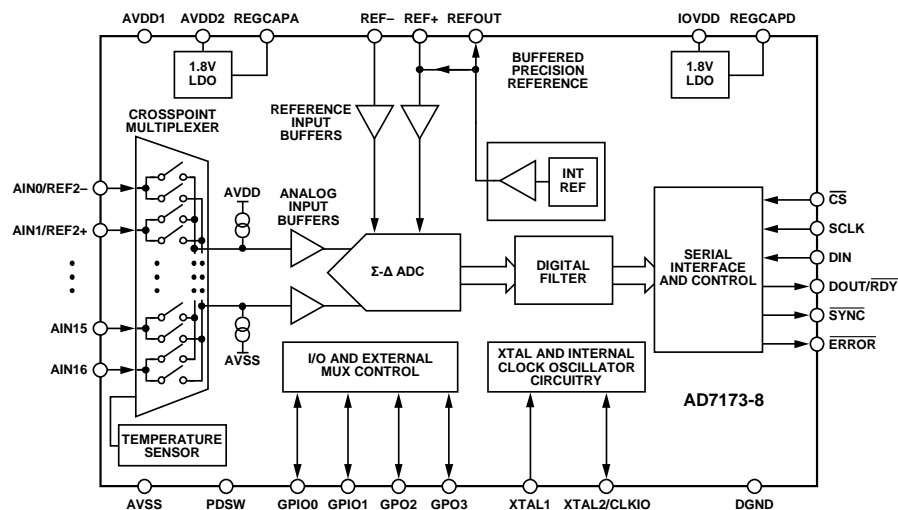 AVDD1
AVDD2
REGCAPA
REF–
REF+
REFOUT
IOVDD
REGCAPD
1.8V
LDO
BUFFERED
PRECISION
REFERENCE
1.8V
LDO
CROSSPOINT
MULTIPLEXER
REFERENCE
INPUT
BUFFERS
INT
REF
AIN0/REF2–
AIN1/REF2+
AIN15
AIN16
AVDD
ANALOG
INPUT
BUFFERS
Σ-Δ ADC
DIGITAL
FILTER
SERIAL
INTERFACE
AND CONTROL
CS
SCLK
DIN
DOUT/RDY
SYNC
ERROR
AVSS
I/O AND EXTERNAL
MUX CONTROL
XTAL AND INTERNAL
CLOCK OSCILLATOR
CIRCUITRY
AD7173-8
TEMPERATURE
SENSOR
AVSS
PDSW
GPIO0
GPIO1
GPO2
GPO3
XTAL1
XTAL2/CLKIO
DGND